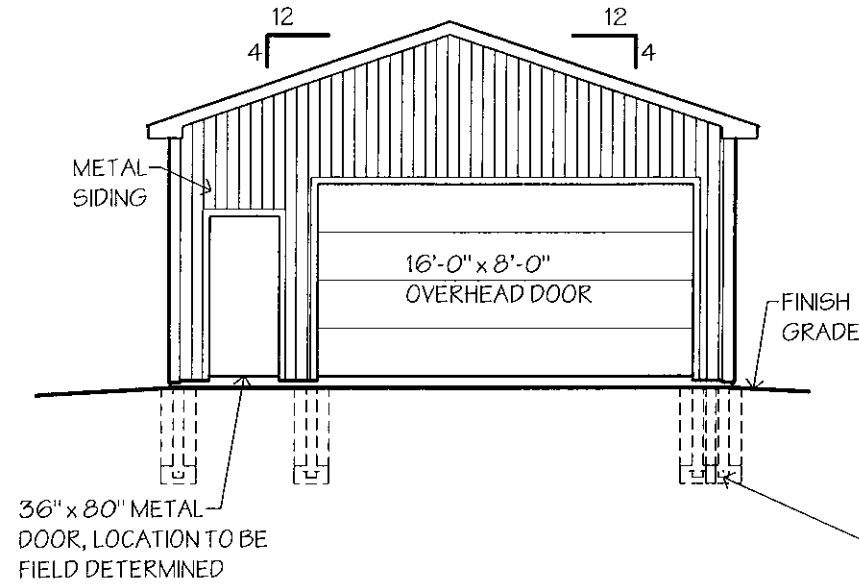 12
4
12
4
METAL
SIDING
16'-0" x 8'-0"
OVERHEAD DOOR
FINISH
GRADE
36" x 80" METAL
DOOR, LOCATION TO BE
FIELD DETERMINED